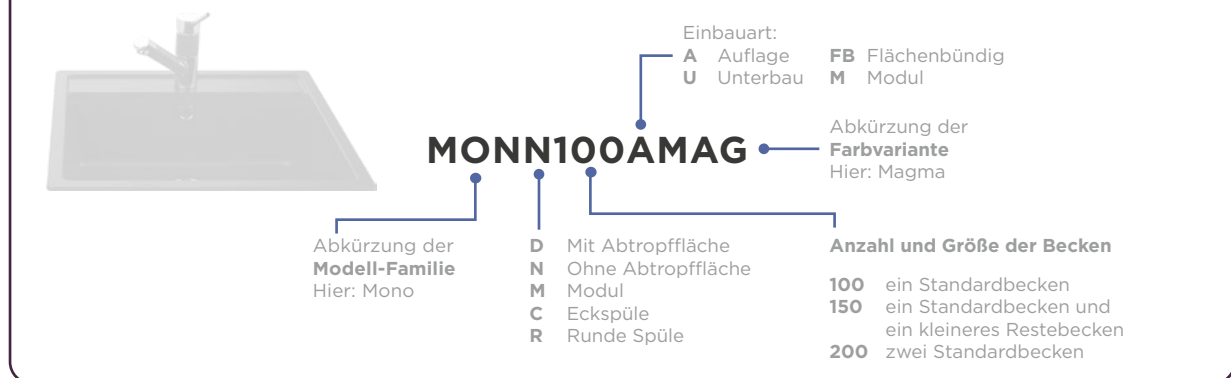 Einbauart:
A Auflage FB Flächenbündig
U Unterbau M Modul
MONN100AMAG
Abkürzung der
Farbvariante
Hier: Magma
Abkürzung der
Modell-Familie
Hier: Mono
D Mit Abtropffläche
N Ohne Abtropffläche
M Modul
C Eckspüle
R Runde Spüle
Anzahl und Größe der Becken
100 ein Standardbecken
150 ein Standardbecken und
ein kleineres Restebecken
200 zwei Standardbecken